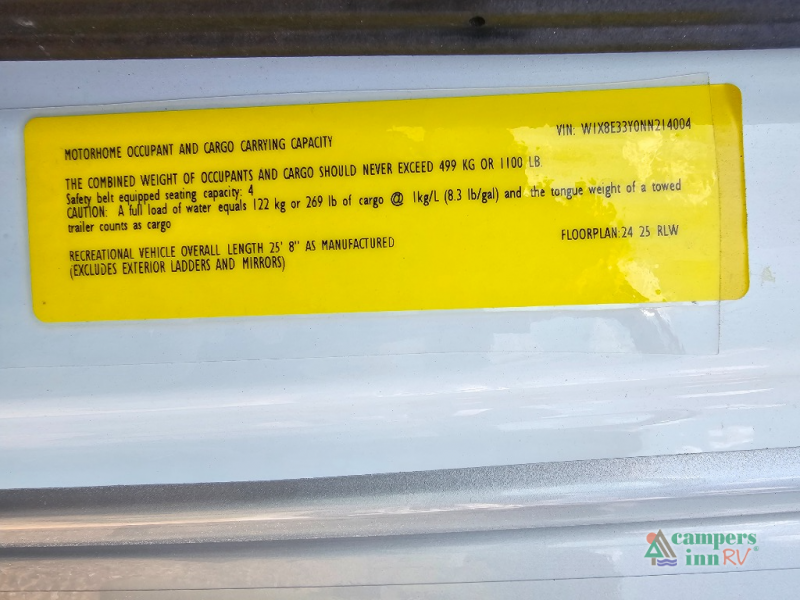 VIN: W1X8E33Y0NN214004
MOTORHOME OCCUPANT AND CARGO CARRYING CAPACITY
THE COMBINED WEIGHT OF OCCUPANTS AND CARGO SHOULD NEVER EXCEED 499 KG OR 1100 LB
Safety belt equipped seating capacity: 4
CAUTION: A full load of water equals 122 kg or 269 lb of cargo @ 1kg/L (8.3 lb/gal) and the tongue weight of a towed
trailer counts as cargo
FLOORPLAN:24 25 RLW
RECREATIONAL VEHICLE OVERALL LENGTH 25' 8" AS MANUFACTURED
(EXCLUDES EXTERIOR LADDERS AND MIRRORS)
campers
inn RV®